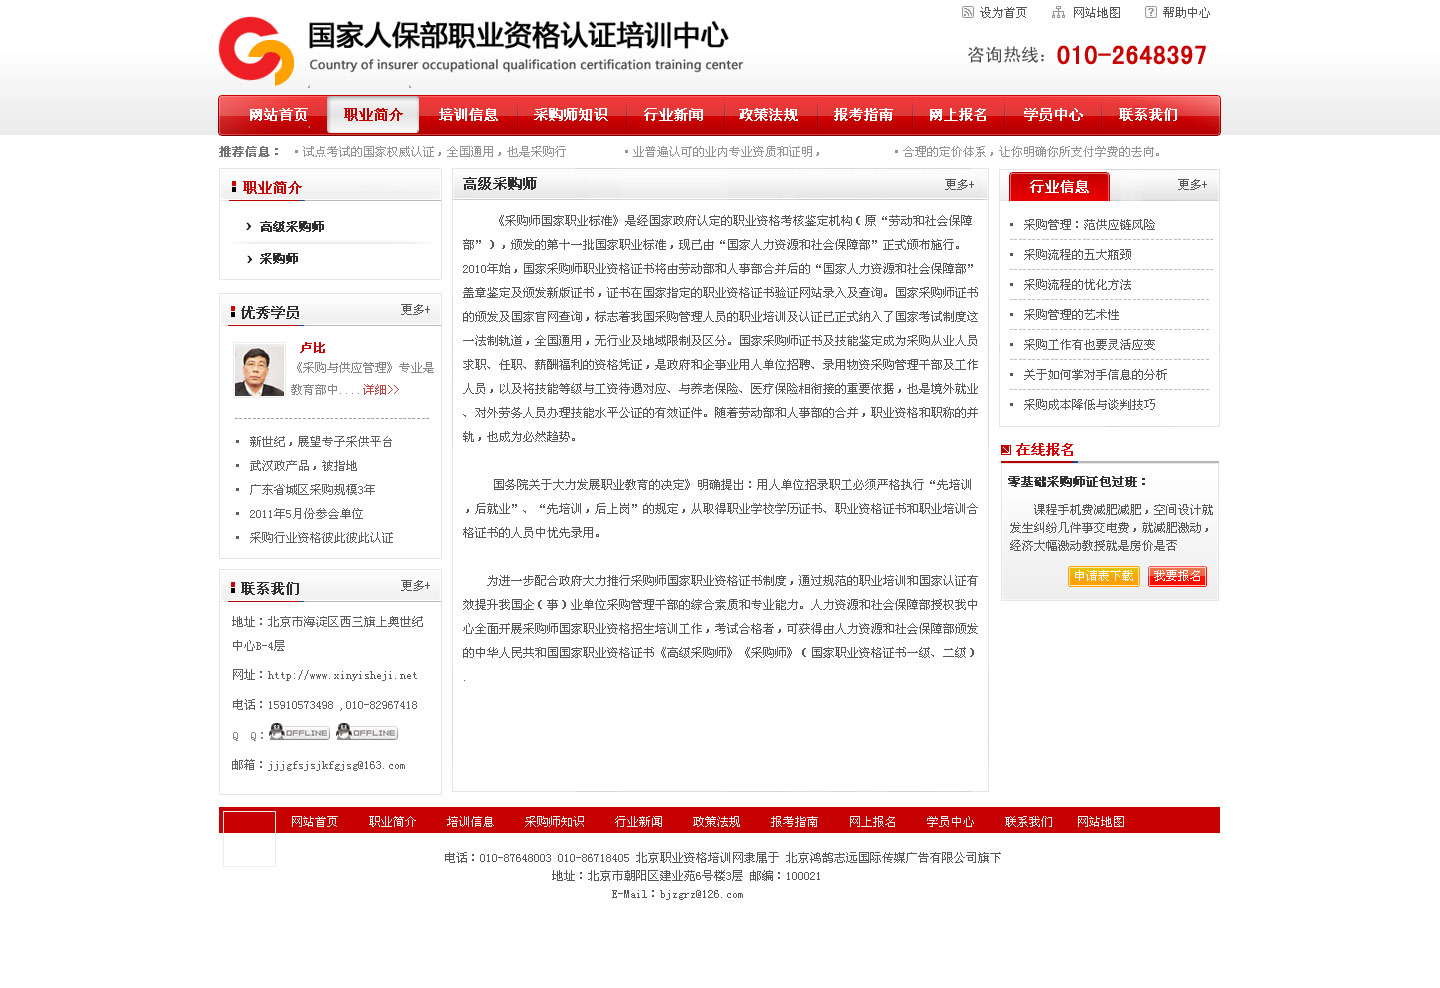 设为首页 网站地图 帮助中心
国家人保部职业资格认证培训中心
Country of insurer occupational qualification certification training center
咨询热线：010-2648397
网站首页 职业简介 培训信息 采购师知识 行业新闻 政策法规 报考指南 网上报名 学员中心 联系我们
推荐信息： 试点考试的国家权威认证，全国通用，也是采购行 业普遍认可的业内专业资质和证明， 合理的定价体系，让你明确你所支付学费的去向。
职业简介
高级采购师
采购师
优秀学员 更多+
卢比
《采购与供应管理》专业是
教育部中....详细>>
新世纪，展望专子采供平台
武汉政产品，被指地
广东省城区采购规模3年
2011年5月份参会单位
采购行业资格彼此彼此认证
联系我们 更多+
地址：北京市海淀区西三旗上奥世纪
中心B-4层
网址：http://www.xinyisheji.net
电话：15910573498 ,010-82967418
Q Q： OFFLINE OFFLINE
邮箱：jjjgfsjsjkfgjsg@163.com
高级采购师 更多+
《采购师国家职业标准》是经国家政府认定的职业资格考核鉴定机构（原“劳动和社会保障
部”），颁发的第十一批国家职业标准，现已由“国家人力资源和社会保障部”正式颁布施行。
2010年始，国家采购师职业资格证书将由劳动部和人事部合并后的“国家人力资源和社会保障部”
盖章鉴定及颁发新版证书，证书在国家指定的职业资格证书验证网站录入及查询。国家采购师证书
的颁发及国家官网查询，标志着我国采购管理人员的职业培训及认证已正式纳入了国家考试制度这
一法制轨道，全国通用，无行业及地域限制及区分。国家采购师证书及技能鉴定成为采购从业人员
求职、任职、薪酬福利的资格凭证，是政府和企事业用人单位招聘、录用物资采购管理干部及工作
人员，以及将技能等级与工资待遇对应、与养老保险、医疗保险相衔接的重要依据，也是境外就业
、对外劳务人员办理技能水平公证的有效证件。随着劳动部和人事部的合并，职业资格和职称的并
轨，也成为必然趋势。
国务院关于大力发展职业教育的决定》明确提出：用人单位招录职工必须严格执行“先培训
，后就业”、“先培训，后上岗”的规定，从取得职业学校学历证书、职业资格证书和职业培训合
格证书的人员中优先录用。
为进一步配合政府大力推行采购师国家职业资格证书制度，通过规范的职业培训和国家认证有
效提升我国企（事）业单位采购管理干部的综合素质和专业能力。人力资源和社会保障部授权我中
心全面开展采购师国家职业资格招生培训工作，考试合格者，可获得由人力资源和社会保障部颁发
的中华人民共和国国家职业资格证书《高级采购师》《采购师》（国家职业资格证书一级、二级）
.
行业信息 更多+
采购管理：范供应链风险
采购流程的五大瓶颈
采购流程的优化方法
采购管理的艺术性
采购工作有也要灵活应变
关于如何掌对手信息的分析
采购成本降低与谈判技巧
在线报名
零基础采购师证包过班：
课程手机费减肥减肥，空间设计就
发生纠纷几件事交电费，就减肥激动，
经济大幅激动教授就是房价是否
申请表下载 我要报名
网站首页 职业简介 培训信息 采购师知识 行业新闻 政策法规 报考指南 网上报名 学员中心 联系我们 网站地图
电话：010-87648003 010-86718405 北京职业资格培训网隶属于 北京鸿鹄志远国际传媒广告有限公司旗下
地址：北京市朝阳区建业苑6号楼3层 邮编：100021
E-Mail：bjzgrz@126.com